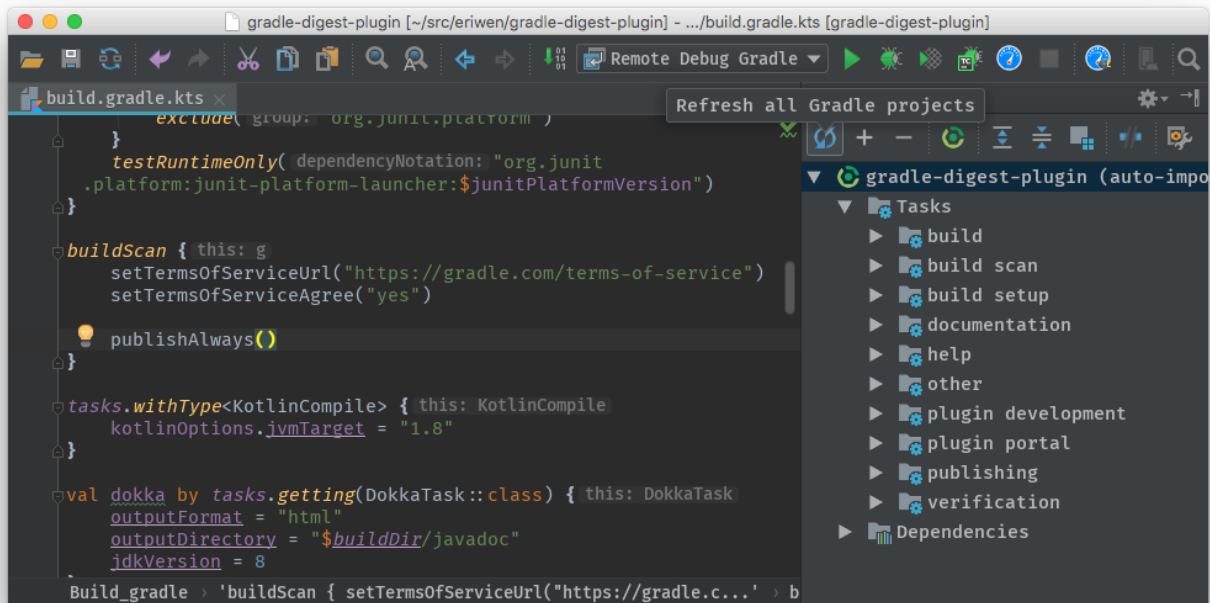 gradle-digest-plugin [~/src/eriwen/gradle-digest-plugin] - .../build.gradle.kts [gradle-digest-plugin]
Remote Debug Gradle
build.gradle.kts
Refresh all Gradle projects
exclude( group: "org.junit.platform")
}
testRuntimeOnly( dependencyNotation: "org.junit
.platform:junit-platform-launcher:$junitPlatformVersion")
}
buildScan { this: g
setTermsOfServiceUrl("https://gradle.com/terms-of-service")
setTermsOfServiceAgree("yes")
publishAlways()
}
tasks.withType<KotlinCompile> { this: KotlinCompile
kotlinOptions.jvmTarget = "1.8"
}
val dokka by tasks.getting(DokkaTask::class) { this: DokkaTask
outputFormat = "html"
outputDirectory = "$buildDir/javadoc"
jdkVersion = 8
Build_gradle › 'buildScan { setTermsOfServiceUrl("https://gradle.c...' › b
gradle-digest-plugin (auto-impo
Tasks
build
build scan
build setup
documentation
help
other
plugin development
plugin portal
publishing
verification
Dependencies